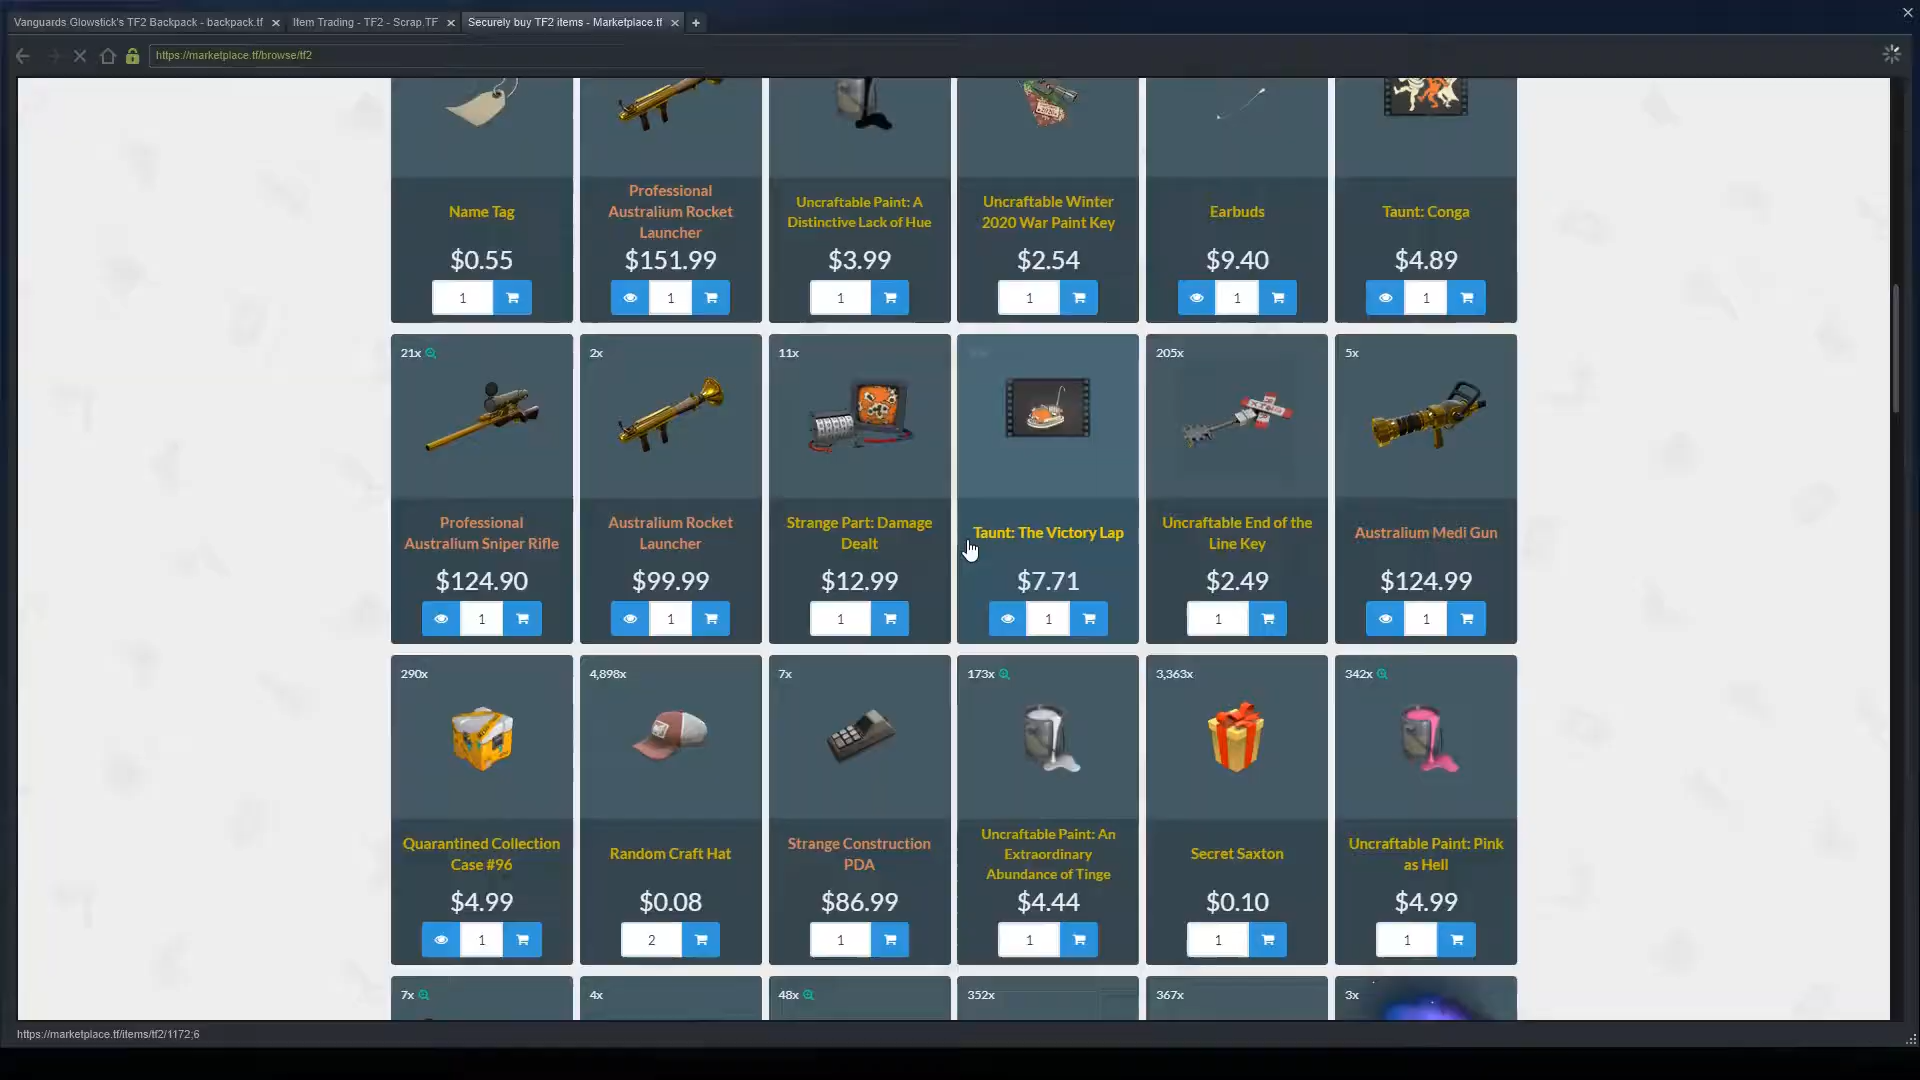 Vanguards Glowstick's TF2 Backpack - backpack.tf
Item Trading - TF2 - Scrap.TF
Securely buy TF2 items - Marketplace.tf
https://marketplace.tf/browse/tf2
Name Tag
$0.55
1
Professional
Australium Rocket
Launcher
$151.99
1
Uncraftable Paint: A
Distinctive Lack of Hue
$3.99
1
Uncraftable Winter
2020 War Paint Key
$2.54
1
Earbuds
$9.40
1
Taunt: Conga
$4.89
1
21x
Professional
Australium Sniper Rifle
$124.90
1
2x
Australium Rocket
Launcher
$99.99
1
11x
Strange Part: Damage
Dealt
$12.99
1
Taunt: The Victory Lap
$7.71
1
205x
Uncraftable End of the
Line Key
$2.49
1
5x
Australium Medi Gun
$124.99
1
290x
Quarantined Collection
Case #96
$4.99
1
4,898x
Random Craft Hat
$0.08
2
7x
Strange Construction
PDA
$86.99
1
173x
Uncraftable Paint: An
Extraordinary
Abundance of Tinge
$4.44
1
3,363x
Secret Saxton
$0.10
1
342x
Uncraftable Paint: Pink
as Hell
$4.99
1
7x
4x
48x
352x
367x
3x
https://marketplace.tf/items/tf2/1172;6